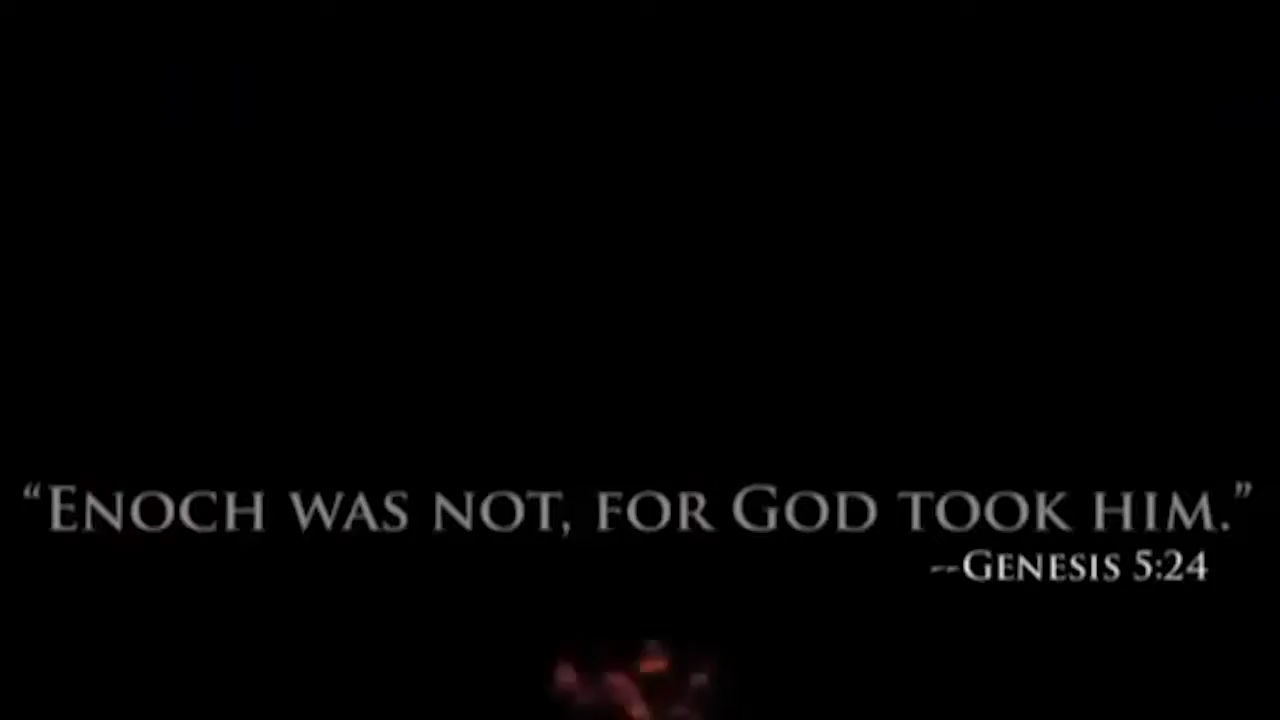 “Enoch was not, for God took him.”
--Genesis 5:24